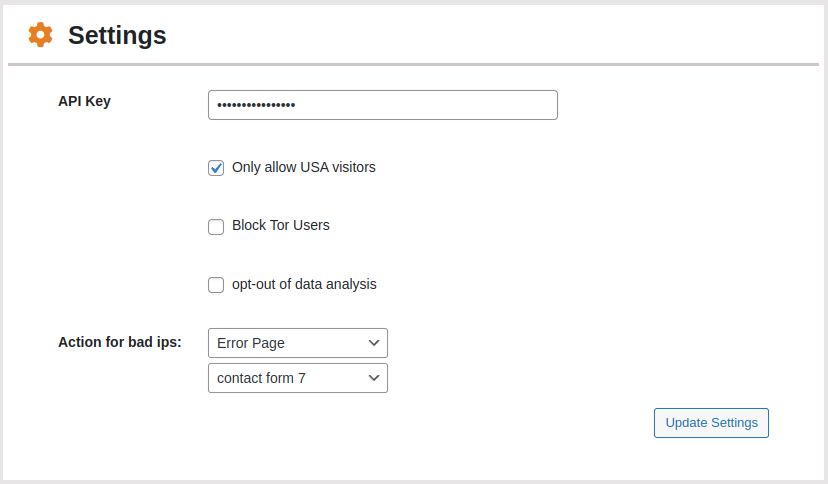 Settings
API Key
••••••••••••••••
Only allow USA visitors
Block Tor Users
opt-out of data analysis
Action for bad ips:
Error Page
contact form 7
Update Settings